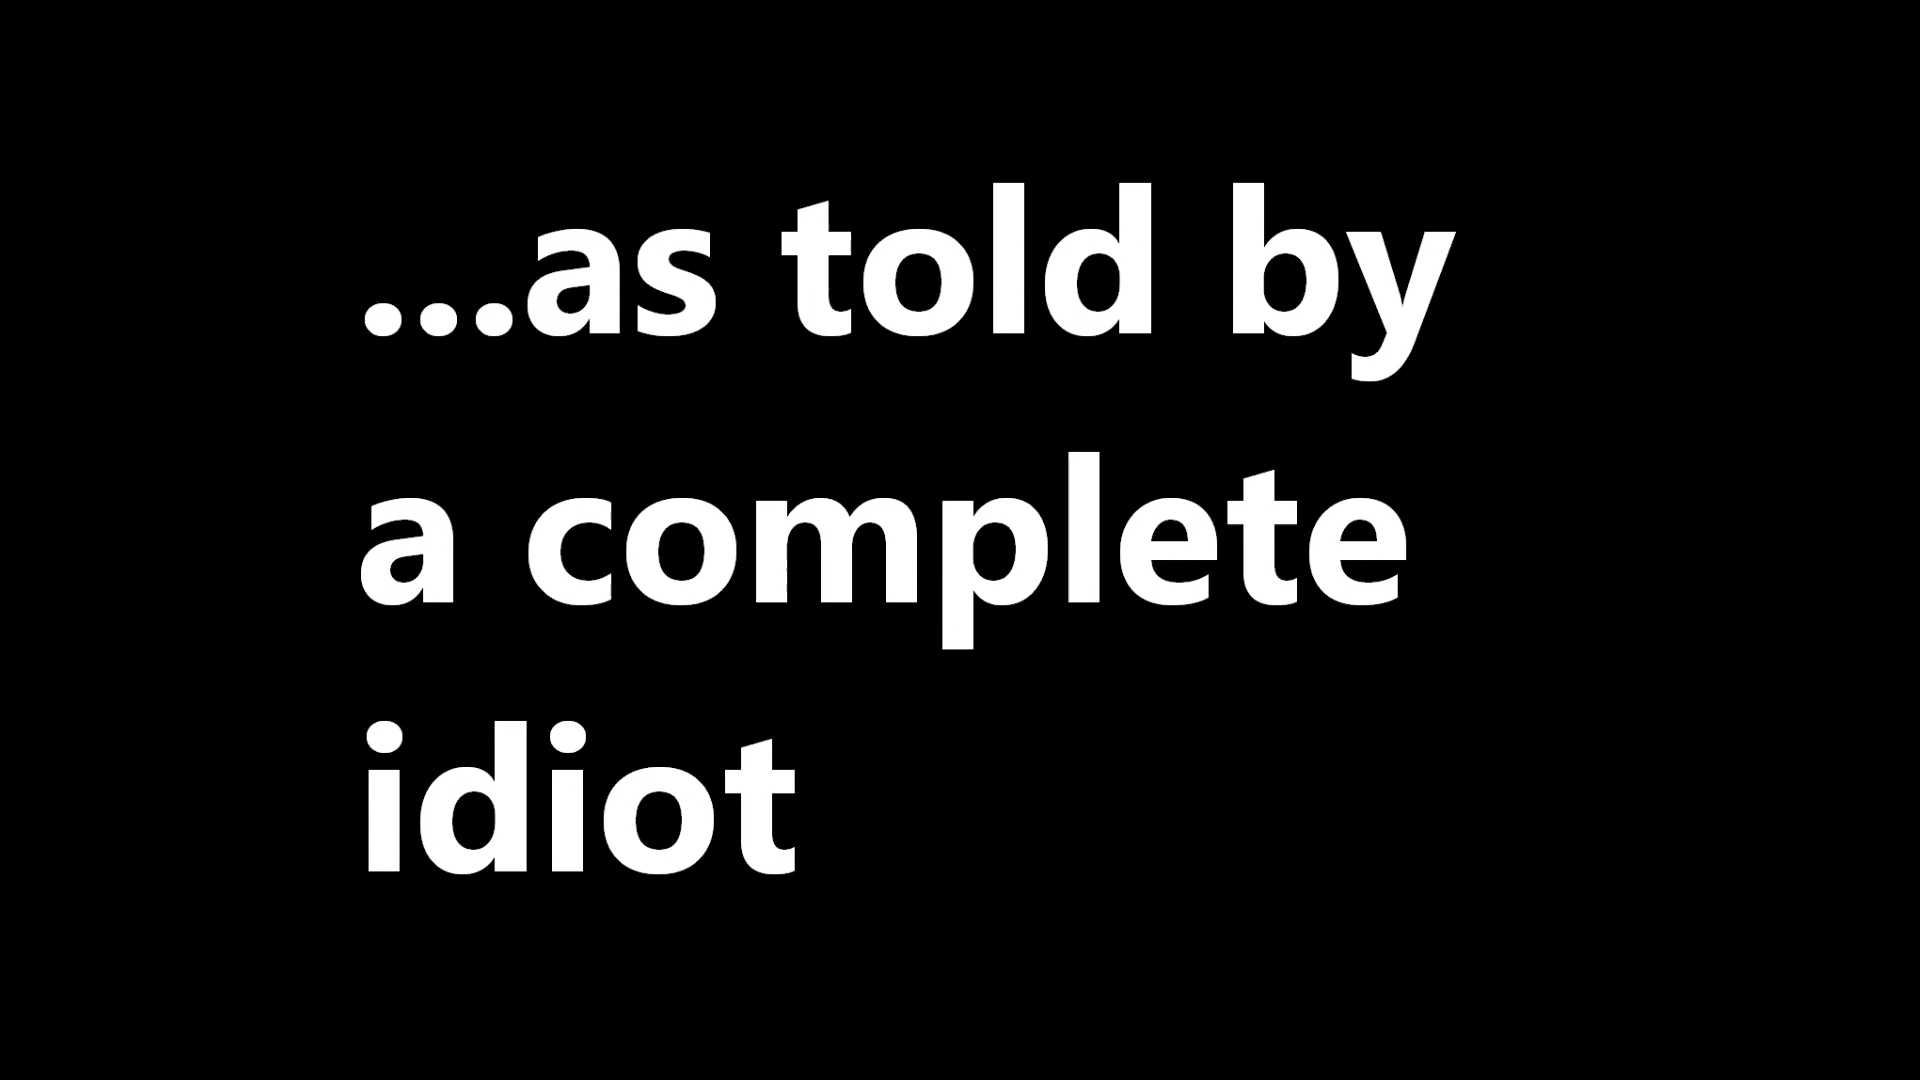 ...as told by
a complete
idiot